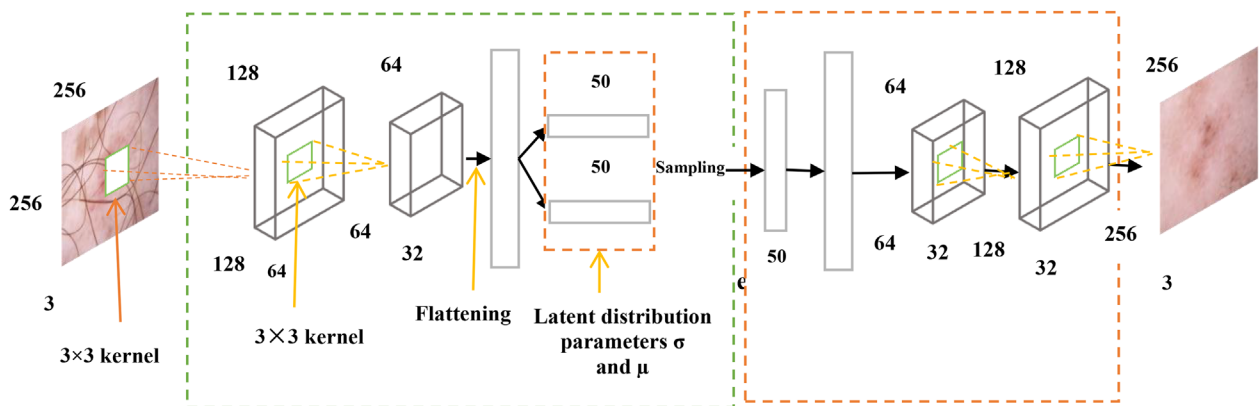 256
256
3
3×3 kernel
128
128
64
3×3 kernel
64
64
32
Flattening
50
50
Latent distribution
parameters σ
and μ
Sampling
e
50
64
64
32
128
128
32
256
256
3